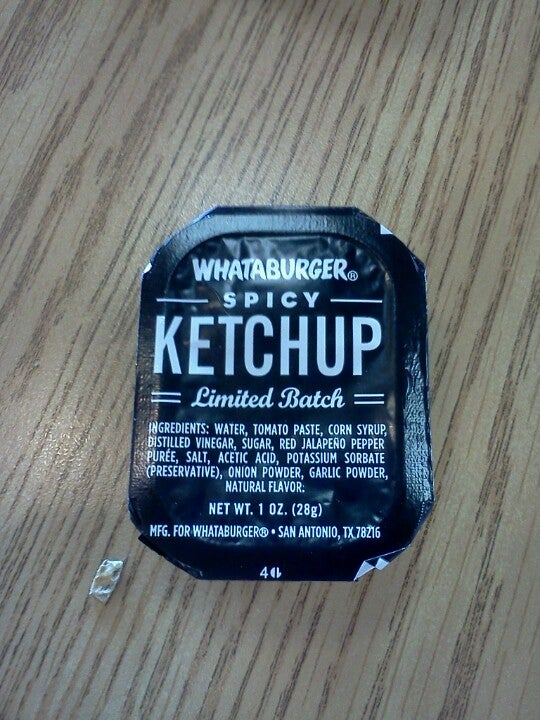 WHATABURGER®
SPICY
KETCHUP
Limited Batch
INGREDIENTS: WATER, TOMATO PASTE, CORN SYRUP,
DISTILLED VINEGAR, SUGAR, RED JALAPEÑO PEPPER
PURÉE, SALT, ACETIC ACID, POTASSIUM SORBATE
(PRESERVATIVE), ONION POWDER, GARLIC POWDER,
NATURAL FLAVOR.
NET WT. 1 OZ. (28g)
MFG. FOR WHATABURGER® • SAN ANTONIO, TX 78216
4